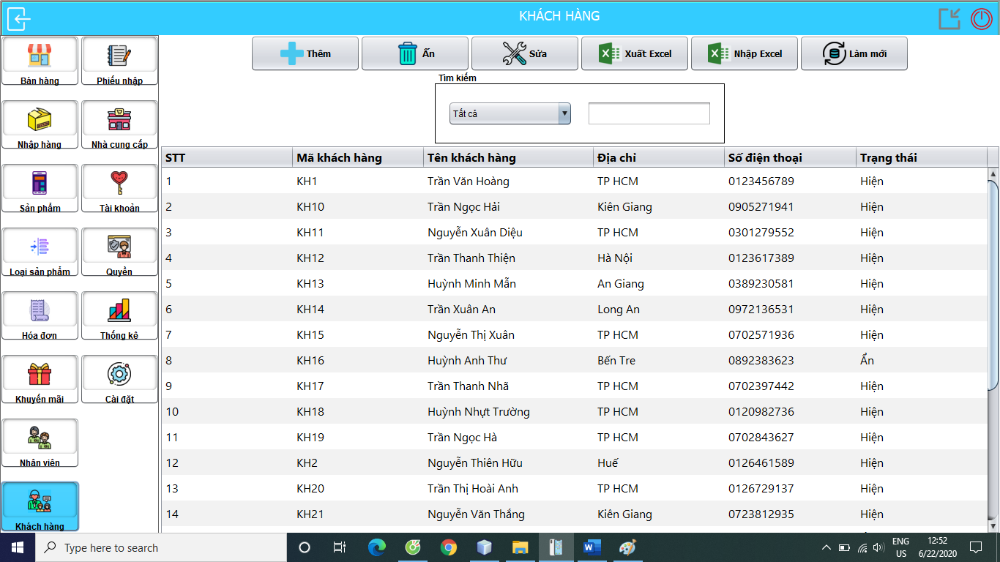 KHÁCH HÀNG
Thêm Ẩn Sửa Xuất Excel Nhập Excel Làm mới
Bán hàng Phiếu nhập
Nhập hàng Nhà cung cấp
Sản phẩm Tài khoản
Loại sản phẩm Quyền
Hóa đơn Thống kê
Khuyến mãi Cài đặt
Nhân viên
Khách hàng
Tìm kiếm
Tất cả
STT Mã khách hàng Tên khách hàng Địa chỉ Số điện thoại Trạng thái
1 KH1 Trần Văn Hoàng TP HCM 0123456789 Hiện
2 KH10 Trần Ngọc Hải Kiên Giang 0905271941 Hiện
3 KH11 Nguyễn Xuân Diệu TP HCM 0301279552 Hiện
4 KH12 Trần Thanh Thiện Hà Nội 0123617389 Hiện
5 KH13 Huỳnh Minh Mẫn An Giang 0389230581 Hiện
6 KH14 Trần Xuân An Long An 0972136531 Hiện
7 KH15 Nguyễn Thị Xuân TP HCM 0702571936 Hiện
8 KH16 Huỳnh Anh Thư Bến Tre 0892383623 Ẩn
9 KH17 Trần Thanh Nhã TP HCM 0702397442 Hiện
10 KH18 Huỳnh Nhựt Trường TP HCM 0120982736 Hiện
11 KH19 Trần Ngọc Hà TP HCM 0702843627 Hiện
12 KH2 Nguyễn Thiên Hữu Huế 0126461589 Hiện
13 KH20 Trần Thị Hoài Anh TP HCM 0126729137 Hiện
14 KH21 Nguyễn Văn Thắng Kiên Giang 0723812935 Hiện
Type here to search
ENG
US
12:52
6/22/2020